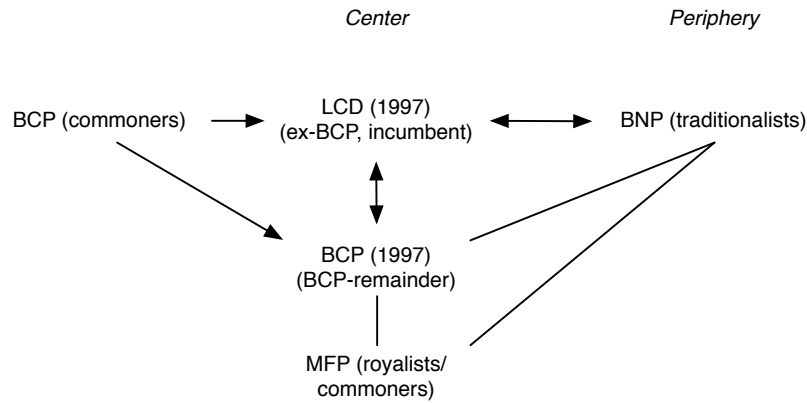 Center
Periphery
BCP (commoners)
LCD (1997)
(ex-BCP, incumbent)
BNP (traditionalists)
BCP (1997)
(BCP-remainder)
MFP (royalists/
commoners)